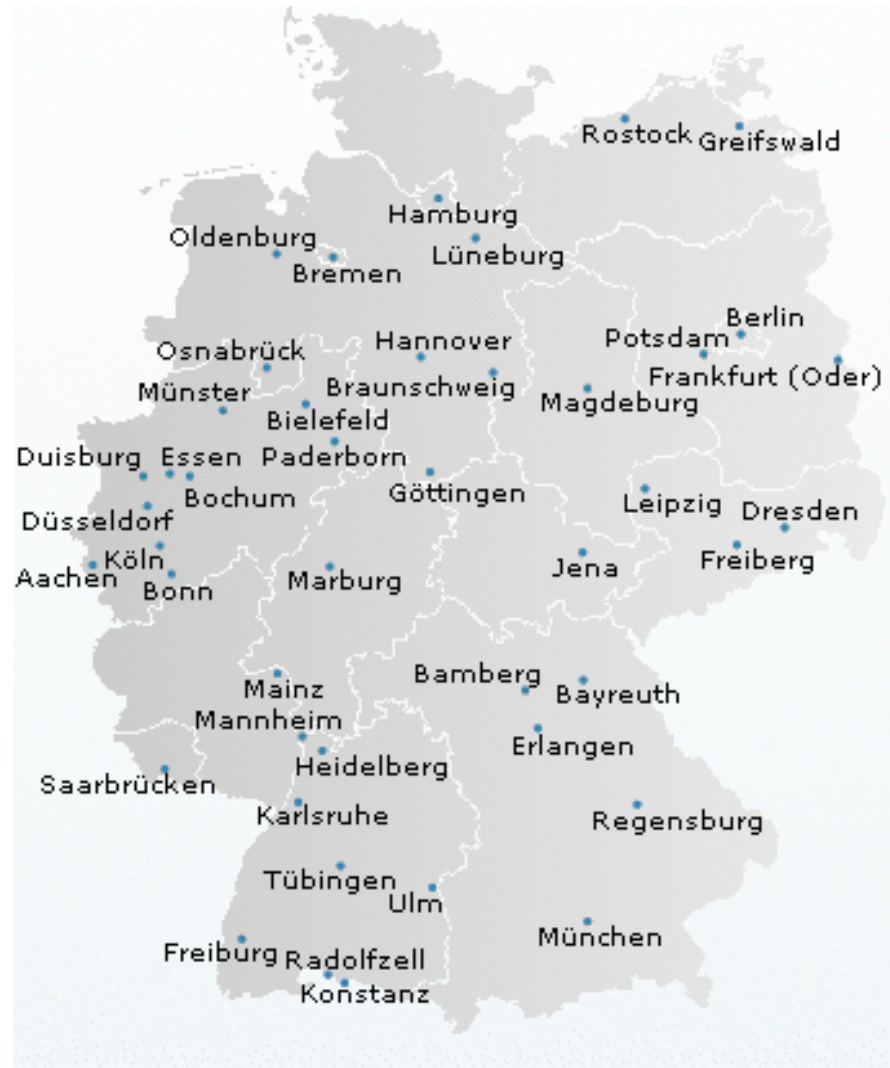 Rostock
Greifswald
Hamburg
Oldenburg
Lüneburg
Bremen
Berlin
Potsdam
Hannover
Osnabrück
Frankfurt (Oder)
Braunschweig
Münster
Magdeburg
Bielefeld
Duisburg
Essen
Paderborn
Göttingen
Bochum
Leipzig
Dresden
Düsseldorf
Köln
Freiberg
Jena
Aachen
Marburg
Bonn
Bamberg
Mainz
Bayreuth
Mannheim
Erlangen
Heidelberg
Saarbrücken
Karlsruhe
Regensburg
Tübingen
Ulm
München
Freiburg
Radolfzell
Konstanz